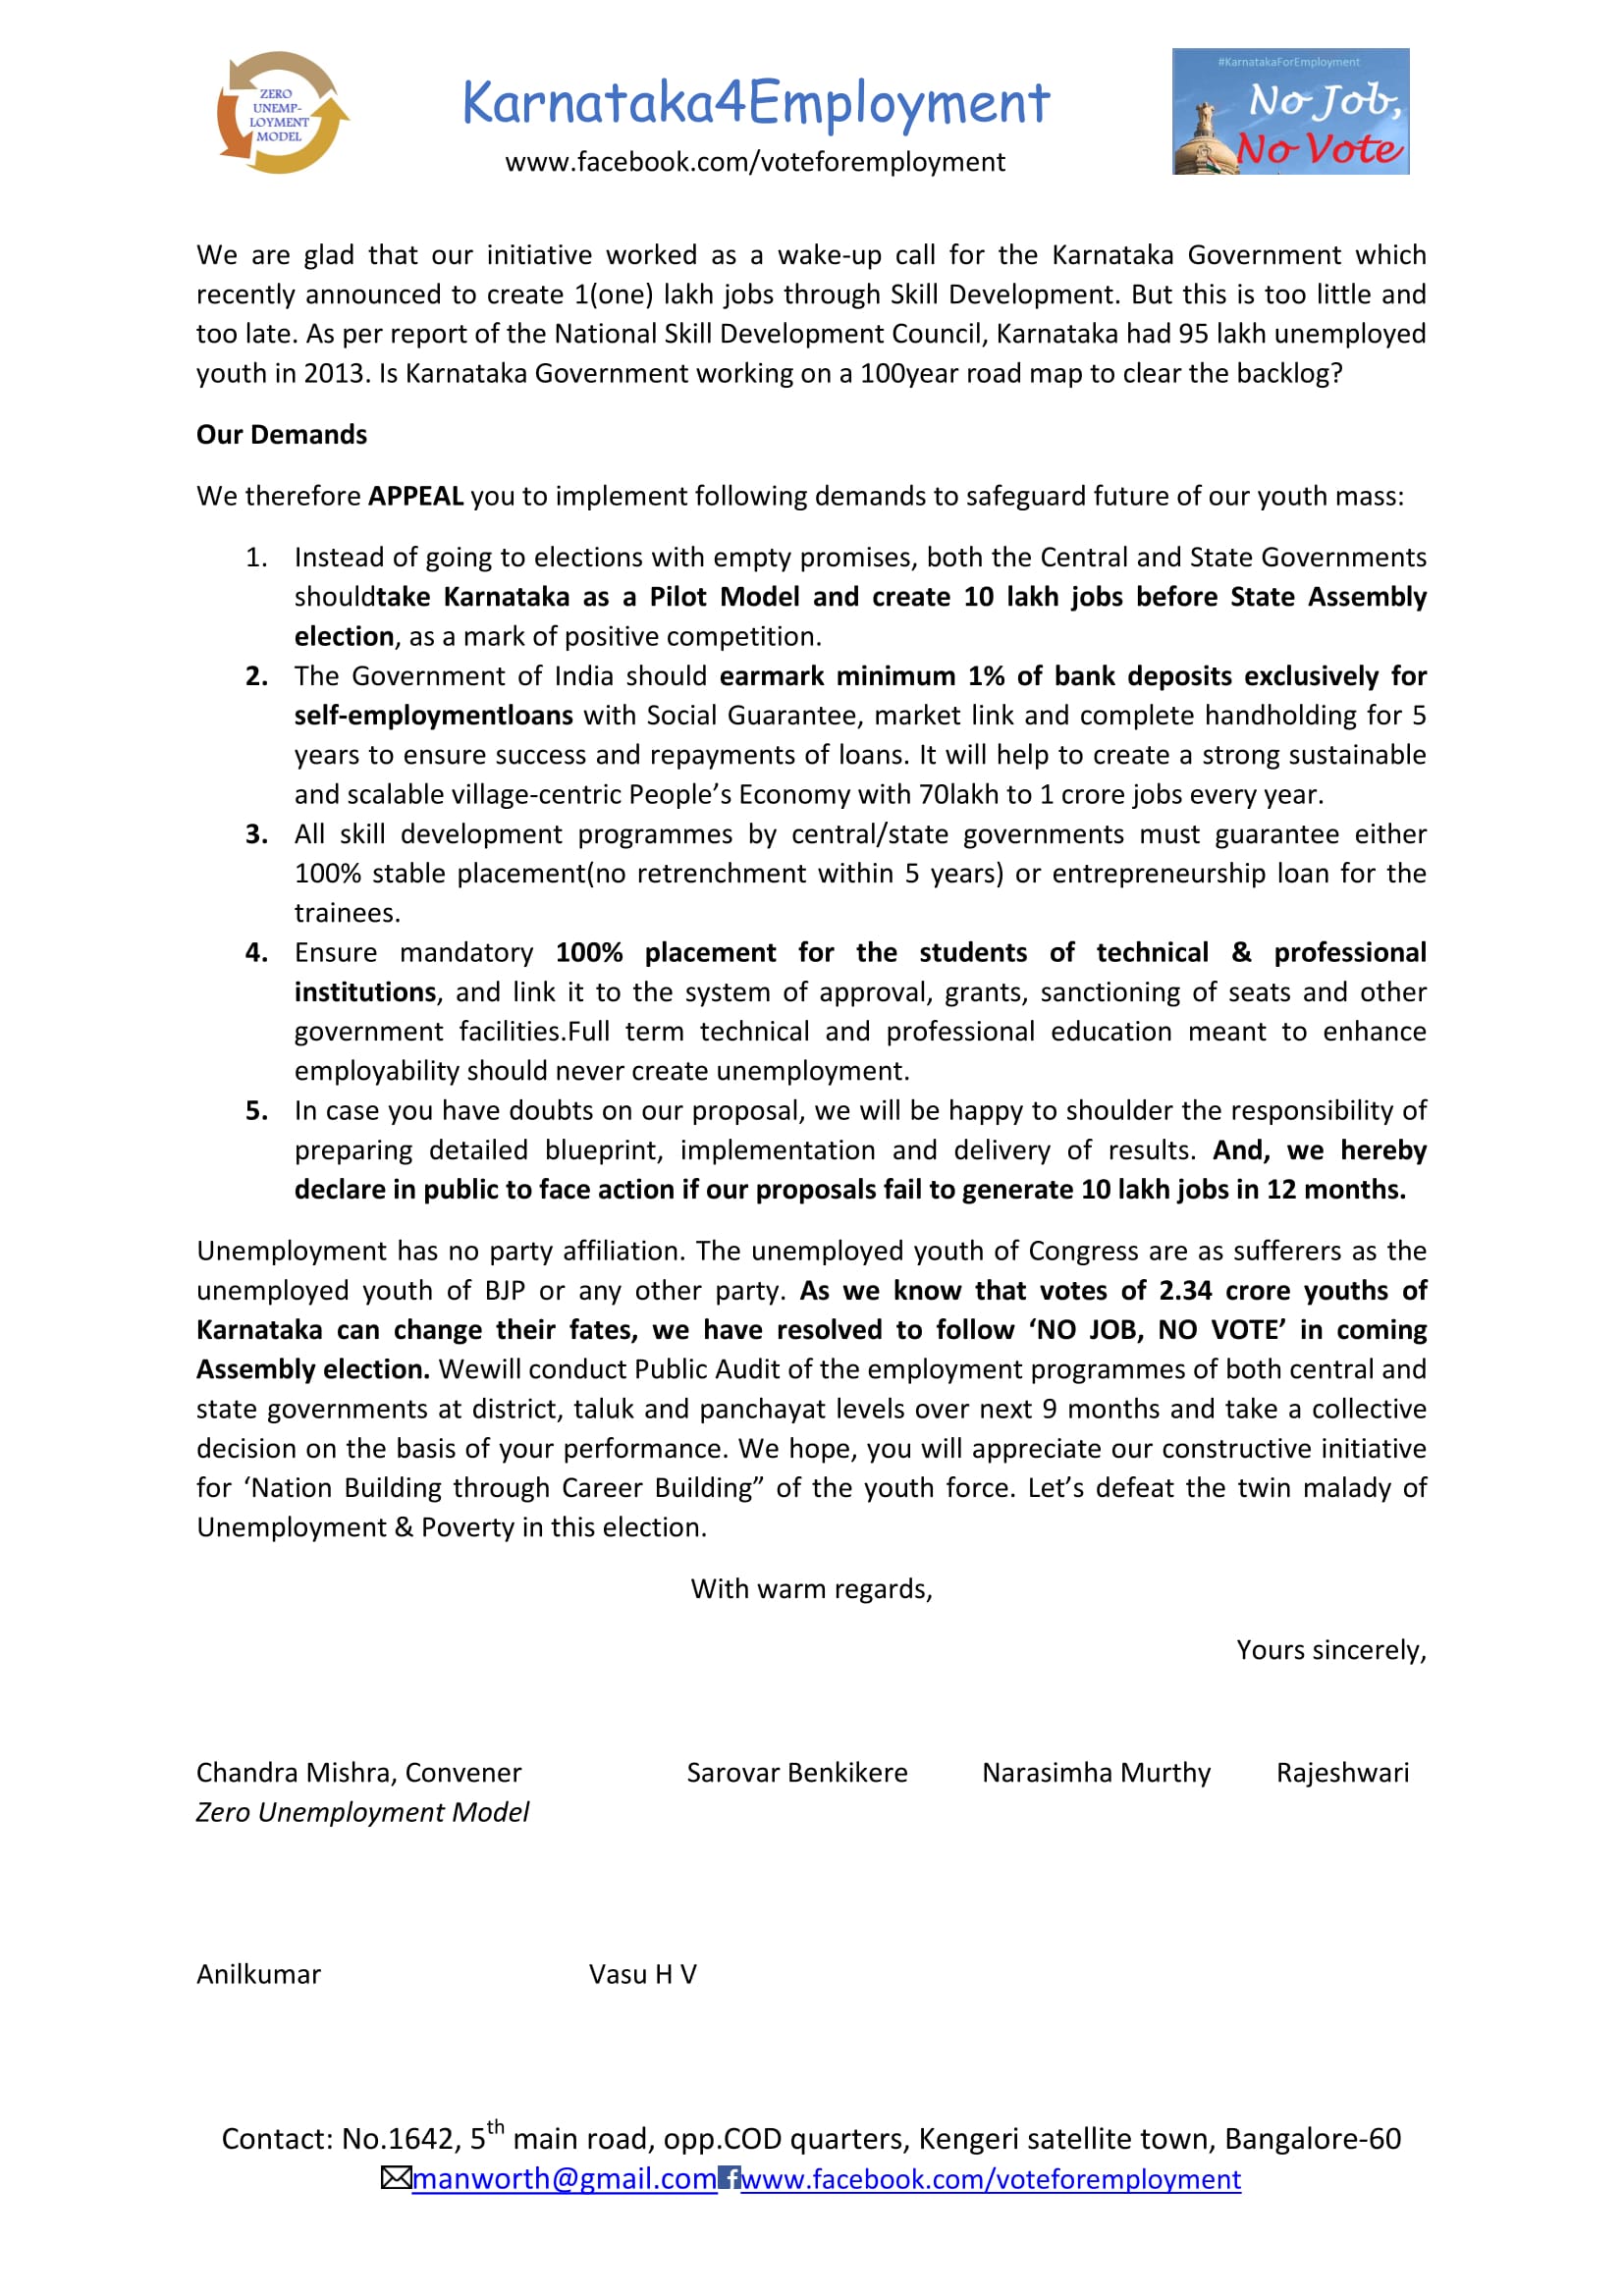 ZERO
UNEMP-
LOYMENT
MODEL
Karnataka4Employment
www.facebook.com/voteforemployment
#KarnatakaForEmployment
No Job,
No Vote
We are glad that our initiative worked as a wake-up call for the Karnataka Government which
recently announced to create 1(one) lakh jobs through Skill Development. But this is too little and
too late. As per report of the National Skill Development Council, Karnataka had 95 lakh unemployed
youth in 2013. Is Karnataka Government working on a 100year road map to clear the backlog?
Our Demands
We therefore APPEAL you to implement following demands to safeguard future of our youth mass:
1. Instead of going to elections with empty promises, both the Central and State Governments
shouldtake Karnataka as a Pilot Model and create 10 lakh jobs before State Assembly
election, as a mark of positive competition.
2. The Government of India should earmark minimum 1% of bank deposits exclusively for
self-employmentloans with Social Guarantee, market link and complete handholding for 5
years to ensure success and repayments of loans. It will help to create a strong sustainable
and scalable village-centric People’s Economy with 70lakh to 1 crore jobs every year.
3. All skill development programmes by central/state governments must guarantee either
100% stable placement(no retrenchment within 5 years) or entrepreneurship loan for the
trainees.
4. Ensure mandatory 100% placement for the students of technical & professional
institutions, and link it to the system of approval, grants, sanctioning of seats and other
government facilities.Full term technical and professional education meant to enhance
employability should never create unemployment.
5. In case you have doubts on our proposal, we will be happy to shoulder the responsibility of
preparing detailed blueprint, implementation and delivery of results. And, we hereby
declare in public to face action if our proposals fail to generate 10 lakh jobs in 12 months.
Unemployment has no party affiliation. The unemployed youth of Congress are as sufferers as the
unemployed youth of BJP or any other party. As we know that votes of 2.34 crore youths of
Karnataka can change their fates, we have resolved to follow ‘NO JOB, NO VOTE’ in coming
Assembly election. Wewill conduct Public Audit of the employment programmes of both central and
state governments at district, taluk and panchayat levels over next 9 months and take a collective
decision on the basis of your performance. We hope, you will appreciate our constructive initiative
for ‘Nation Building through Career Building” of the youth force. Let’s defeat the twin malady of
Unemployment & Poverty in this election.
With warm regards,
Yours sincerely,
Chandra Mishra, Convener Sarovar Benkikere Narasimha Murthy Rajeshwari
Zero Unemployment Model
Anilkumar Vasu H V
Contact: No.1642, 5th main road, opp.COD quarters, Kengeri satellite town, Bangalore-60
manworth@gmail.com www.facebook.com/voteforemployment